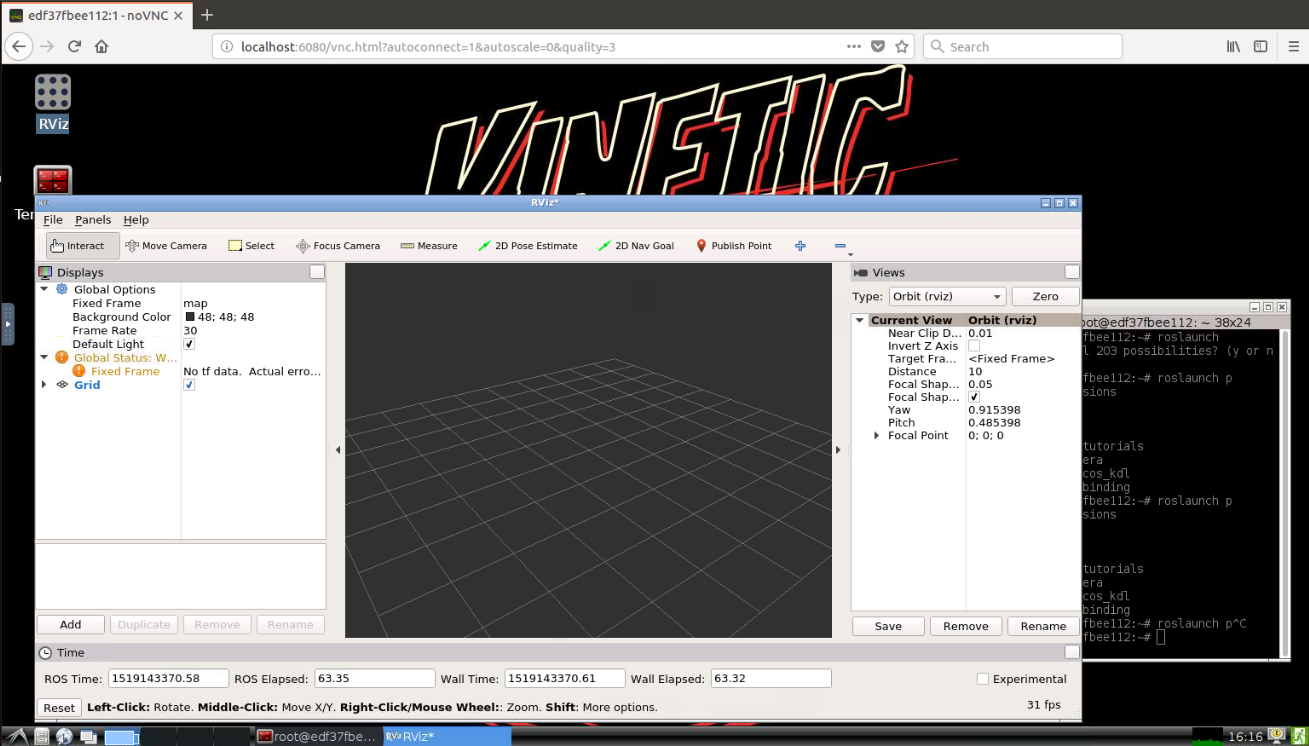 edf37fbee112:1 - noVNC
localhost:6080/vnc.html?autoconnect=1&autoscale=0&quality=3
Search
KINETIC
RViz
Ter
RViz*
File Panels Help
Interact Move Camera Select Focus Camera Measure 2D Pose Estimate 2D Nav Goal Publish Point
Displays
Global Options
Fixed Frame map
Background Color 48; 48; 48
Frame Rate 30
Default Light
Global Status: W...
Fixed Frame No tf data. Actual erro...
Grid
Add Duplicate Remove Rename
Views
Type: Orbit (rviz) Zero
Current View Orbit (rviz)
Near Clip D... 0.01
Invert Z Axis
Target Fra... <Fixed Frame>
Distance 10
Focal Shap... 0.05
Focal Shap...
Yaw 0.915398
Pitch 0.485398
Focal Point 0; 0; 0
Save Remove Rename
oot@edf37fbee112: ~ 38x24
fbee112:~# roslaunch
l 203 possibilities? (y or n
fbee112:~# roslaunch p
sions
tutorials
era
cos_kdl
binding
fbee112:~# roslaunch p
sions
tutorials
era
cos_kdl
binding
fbee112:~# roslaunch p^C
fbee112:~#
Time
ROS Time: 1519143370.58 ROS Elapsed: 63.35 Wall Time: 1519143370.61 Wall Elapsed: 63.32 Experimental
Reset Left-Click: Rotate. Middle-Click: Move X/Y. Right-Click/Mouse Wheel:: Zoom. Shift: More options. 31 fps
root@edf37fbe... RViz* 16:16